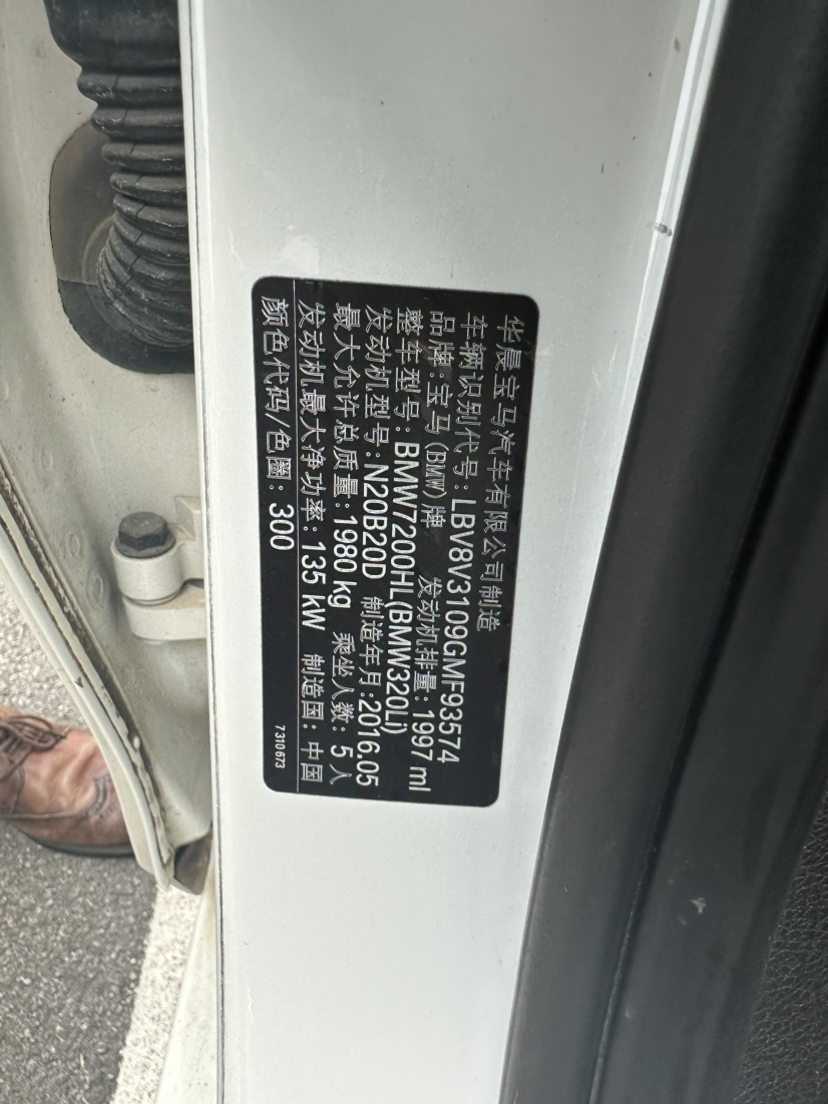 华晨宝马汽车有限公司制造
车辆识别代号:LBV8V3109GMF93574
品牌:宝马(BMW)牌 发动机排量:1997 ml
整车型号:BMW7200HL(BMW320Li)
发动机型号:N20B20D 制造年月:2016.05
最大允许总质量:1980 kg 乘坐人数:5 人
发动机最大净功率:135 kW 制造国:中国
颜色代码/色圈:300 7310673